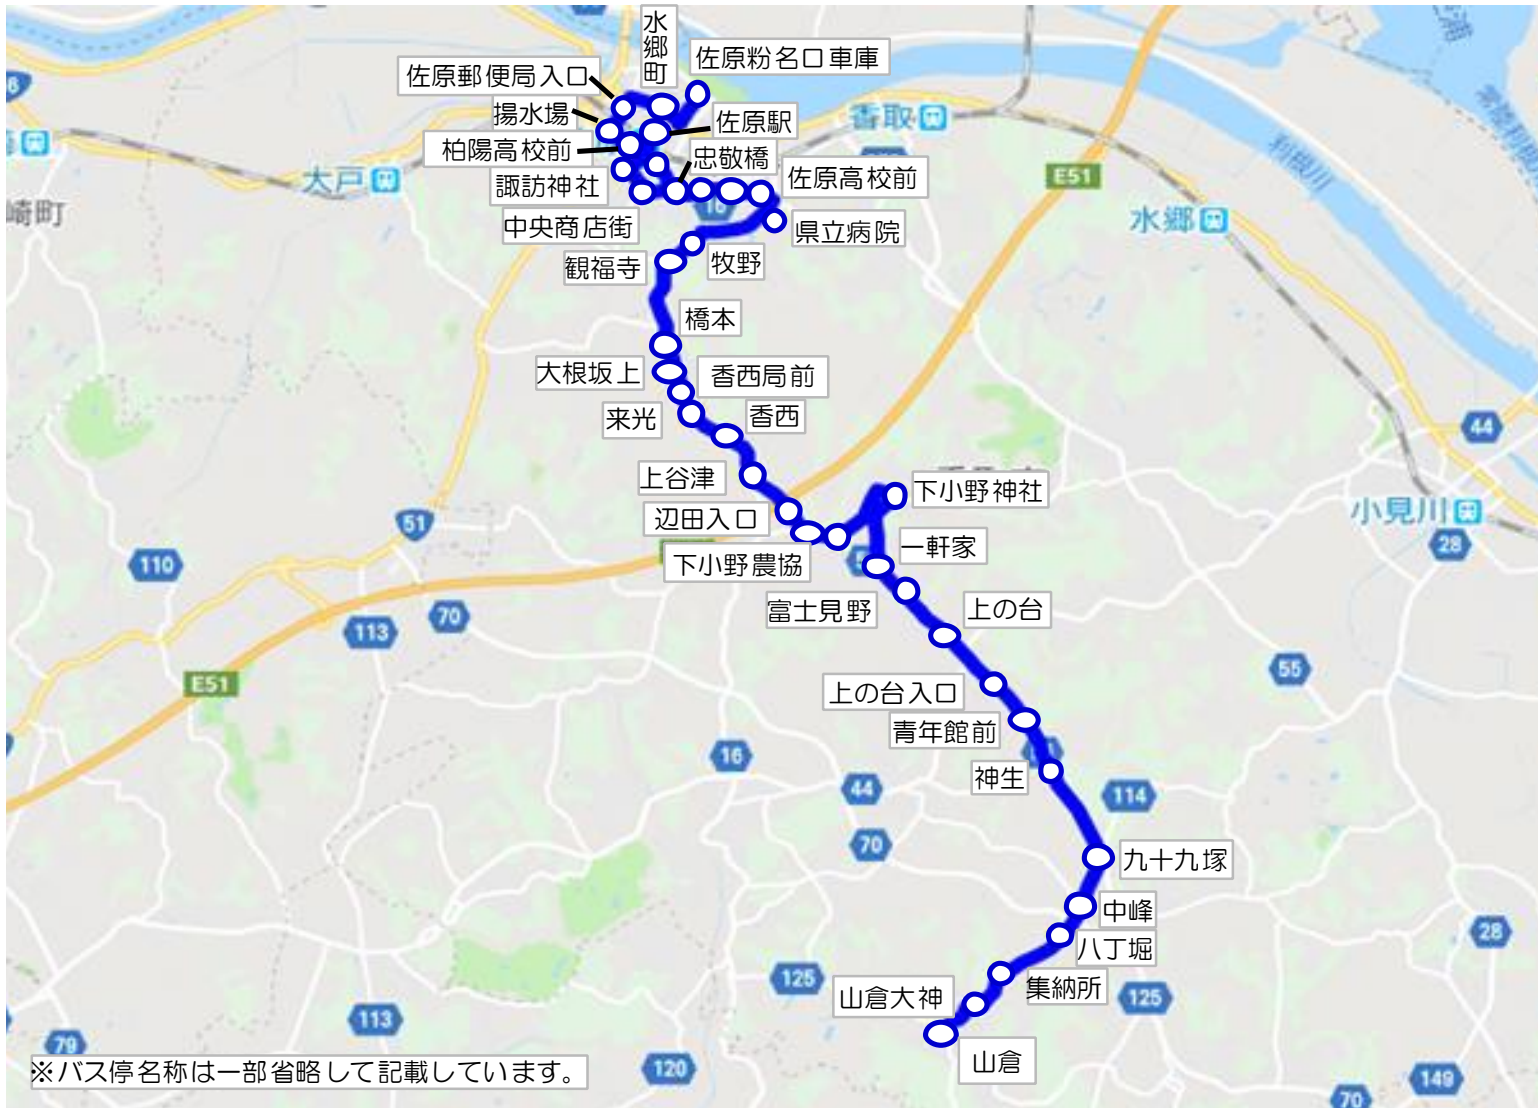 水郷町
佐原粉名口車庫
佐原郵便局入口
揚水場
佐原駅
香取
柏陽高校前
忠敬橋
大戸
諏訪神社
佐原高校前
E51
利根川
崎町
中央商店街
県立病院
水郷
観福寺
牧野
橋本
大根坂上
香西局前
来光
香西
44
上谷津
下小野神社
辺田入口
小見川
51
一軒家
28
110
下小野農協
富士見野
上の台
70
113
55
E51
上の台入口
青年館前
16
神生
44
114
70
九十九塚
中峰
28
八丁堀
125
山倉大神
集納所
125
113
79
山倉
※バス停名称は一部省略して記載しています。
120
149
70